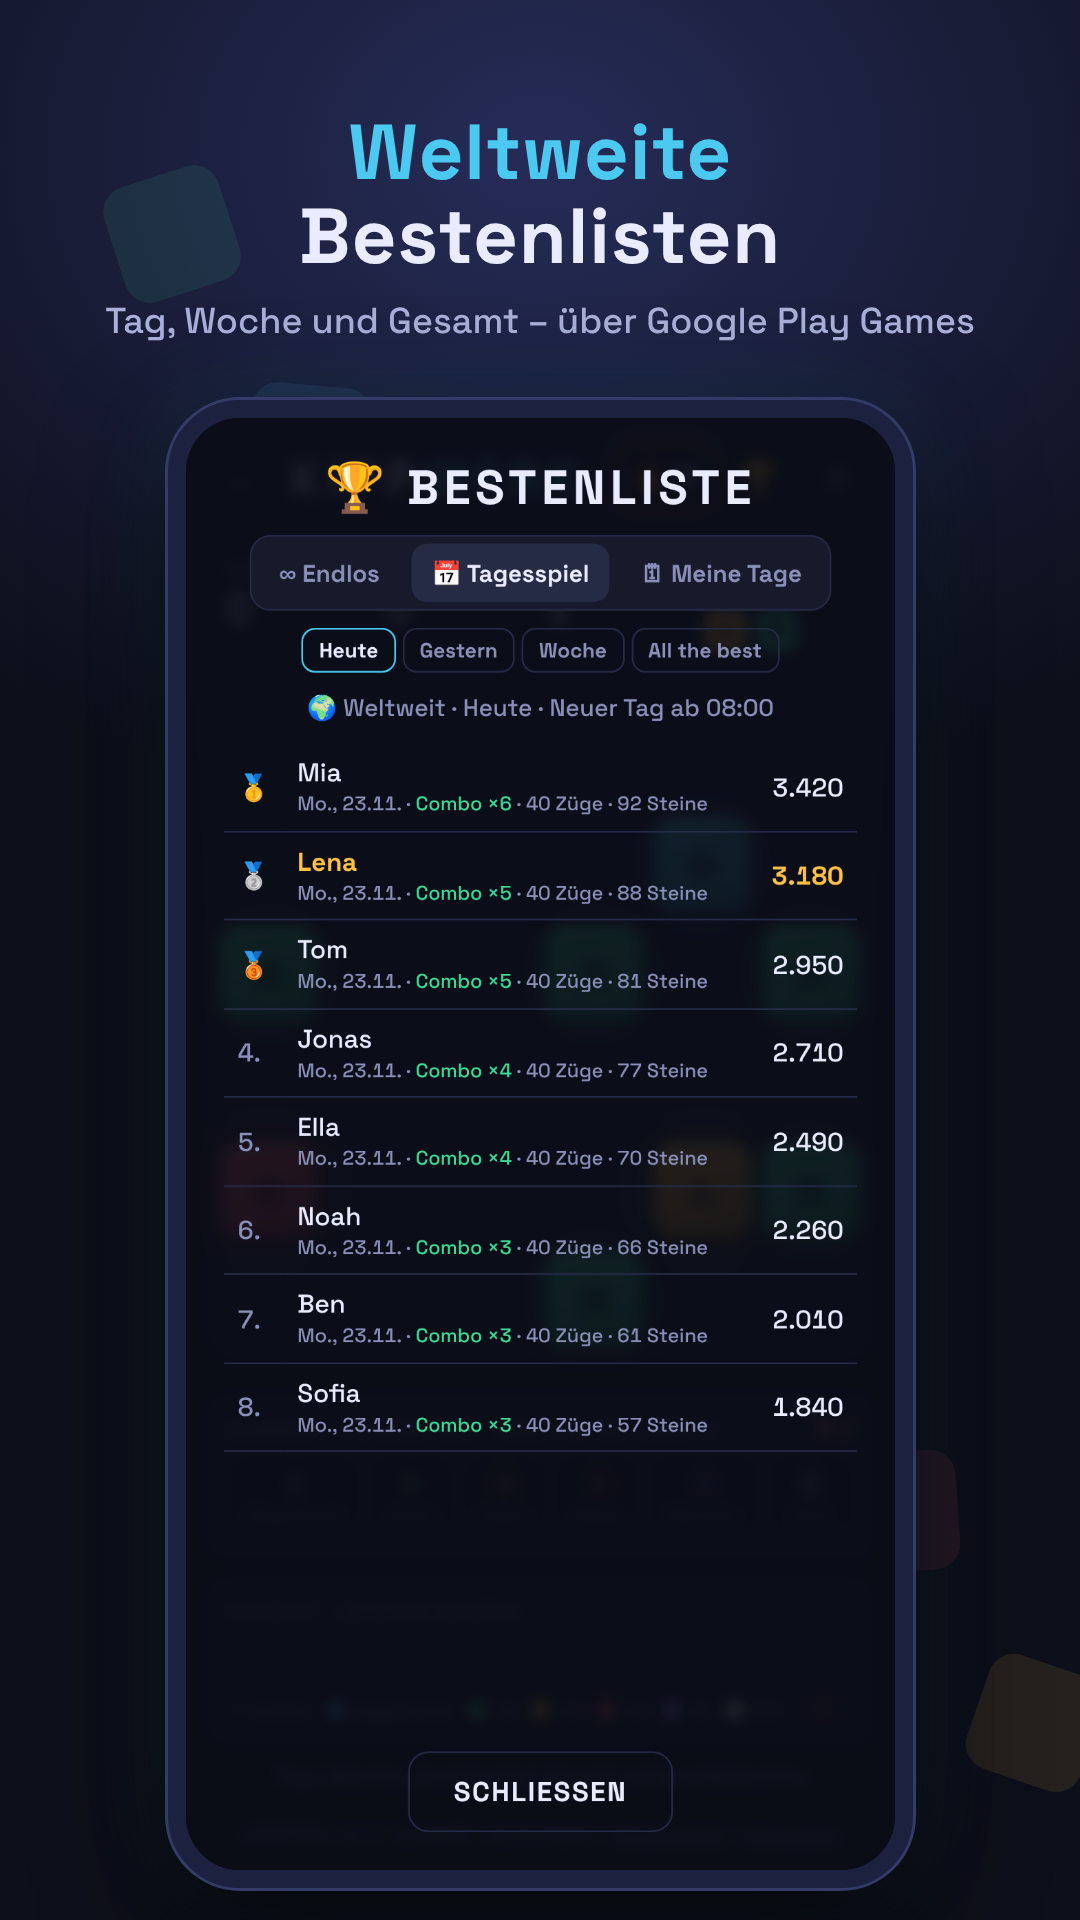 Weltweite
Bestenlisten
Tag, Woche und Gesamt – über Google Play Games
🏆 BESTENLISTE
∞ Endlos 📅 Tagesspiel 🗓 Meine Tage
Heute Gestern Woche All the best
🌍 Weltweit · Heute · Neuer Tag ab 08:00
🥇 Mia 3.420
Mo., 23.11. · Combo ×6 · 40 Züge · 92 Steine
🥈 Lena 3.180
Mo., 23.11. · Combo ×5 · 40 Züge · 88 Steine
🥉 Tom 2.950
Mo., 23.11. · Combo ×5 · 40 Züge · 81 Steine
4. Jonas 2.710
Mo., 23.11. · Combo ×4 · 40 Züge · 77 Steine
5. Ella 2.490
Mo., 23.11. · Combo ×4 · 40 Züge · 70 Steine
6. Noah 2.260
Mo., 23.11. · Combo ×3 · 40 Züge · 66 Steine
7. Ben 2.010
Mo., 23.11. · Combo ×3 · 40 Züge · 61 Steine
8. Sofia 1.840
Mo., 23.11. · Combo ×3 · 40 Züge · 57 Steine
SCHLIESSEN